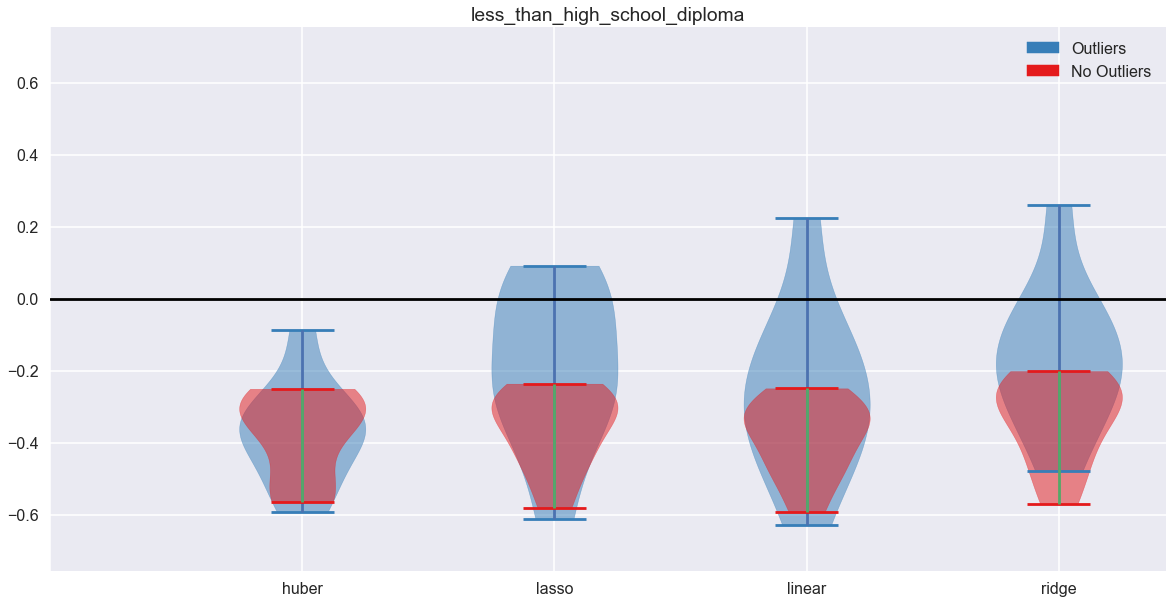 less_than_high_school_diploma
Outliers
No Outliers
0.6
0.4
0.2
0.0
−0.2
−0.4
−0.6
huber lasso linear ridge